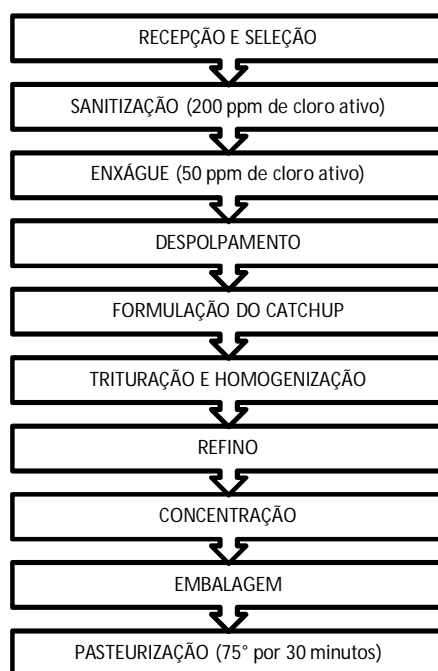 RECEPÇÃO E SELEÇÃO
SANITIZAÇÃO (200 ppm de cloro ativo)
ENXÁGUE (50 ppm de cloro ativo)
DESPOLPAMENTO
FORMULAÇÃO DO CATCHUP
TRITURAÇÃO E HOMOGENIZAÇÃO
REFINO
CONCENTRAÇÃO
EMBALAGEM
PASTEURIZAÇÃO (75° por 30 minutos)